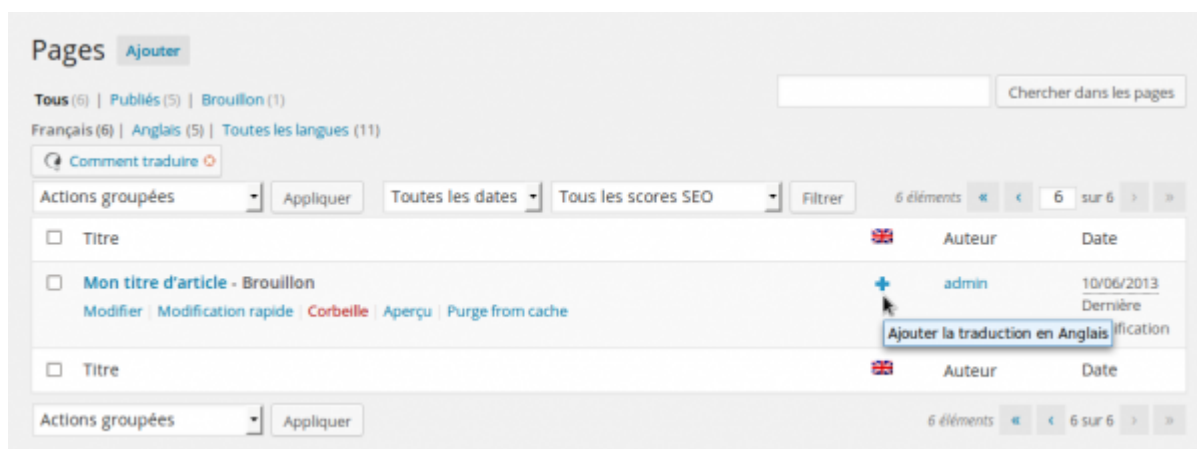 Pages Ajouter
Tous (6) | Publiés (5) | Brouillon (1)
Chercher dans les pages
Français (6) | Anglais (5) | Toutes les langues (11)
Comment traduire
Actions groupées Appliquer Toutes les dates Tous les scores SEO Filtrer 6 éléments « ‹ 6 sur 6 › »
Titre Auteur Date
Mon titre d'article - Brouillon admin 10/06/2013
Modifier | Modification rapide | Corbeille | Aperçu | Purge from cache Dernière
Ajouter la traduction en Anglais ification
Titre Auteur Date
Actions groupées Appliquer 6 éléments « ‹ 6 sur 6 › »